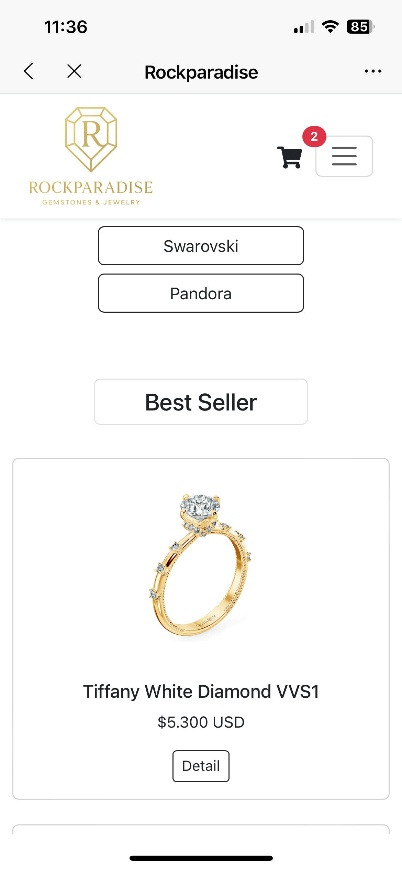 11:36
85
Rockparadise
2
R
ROCKPARADISE
GEMSTONES & JEWELRY
Swarovski
Pandora
Best Seller
Tiffany White Diamond VVS1
$5.300 USD
Detail